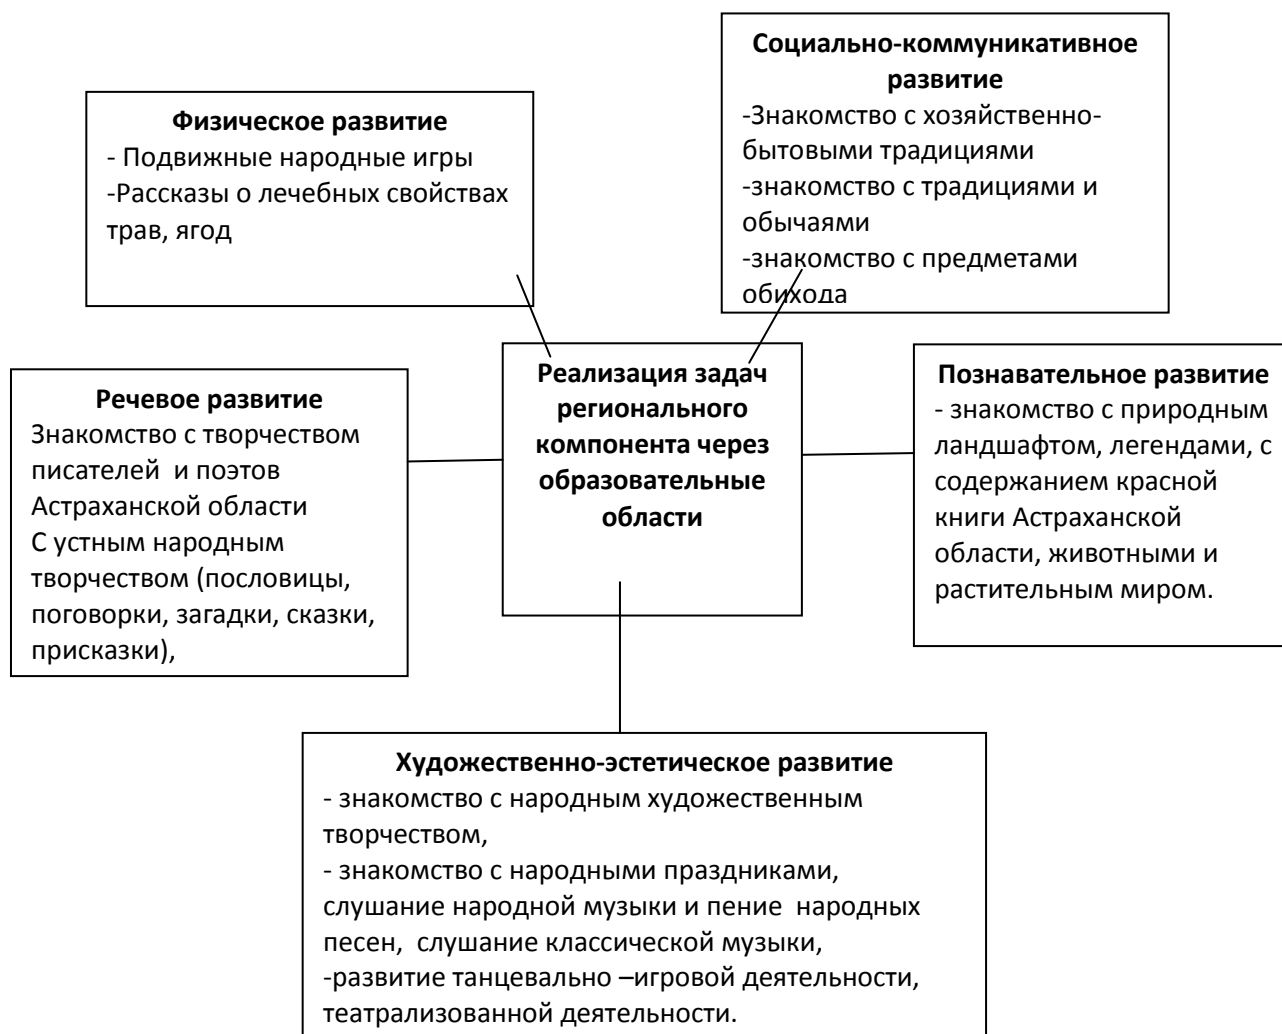 Социально-коммуникативное
развитие
-Знакомство с хозяйственно-
бытовыми традициями
-знакомство с традициями и
обычаями
-знакомство с предметами
обихода
Физическое развитие
- Подвижные народные игры
-Рассказы о лечебных свойствах
трав, ягод
Реализация задач
регионального
компонента через
образовательные
области
Речевое развитие
Знакомство с творчеством
писателей  и поэтов
Астраханской области
С устным народным
творчеством (пословицы,
поговорки, загадки, сказки,
присказки),
Познавательное развитие
- знакомство с природным
ландшафтом, легендами, с
содержанием красной
книги Астраханской
области, животными и
растительным миром.
Художественно-эстетическое развитие
- знакомство с народным художественным
творчеством,
- знакомство с народными праздниками,
слушание народной музыки и пение  народных
песен,  слушание классической музыки,
-развитие танцевально –игровой деятельности,
театрализованной деятельности.